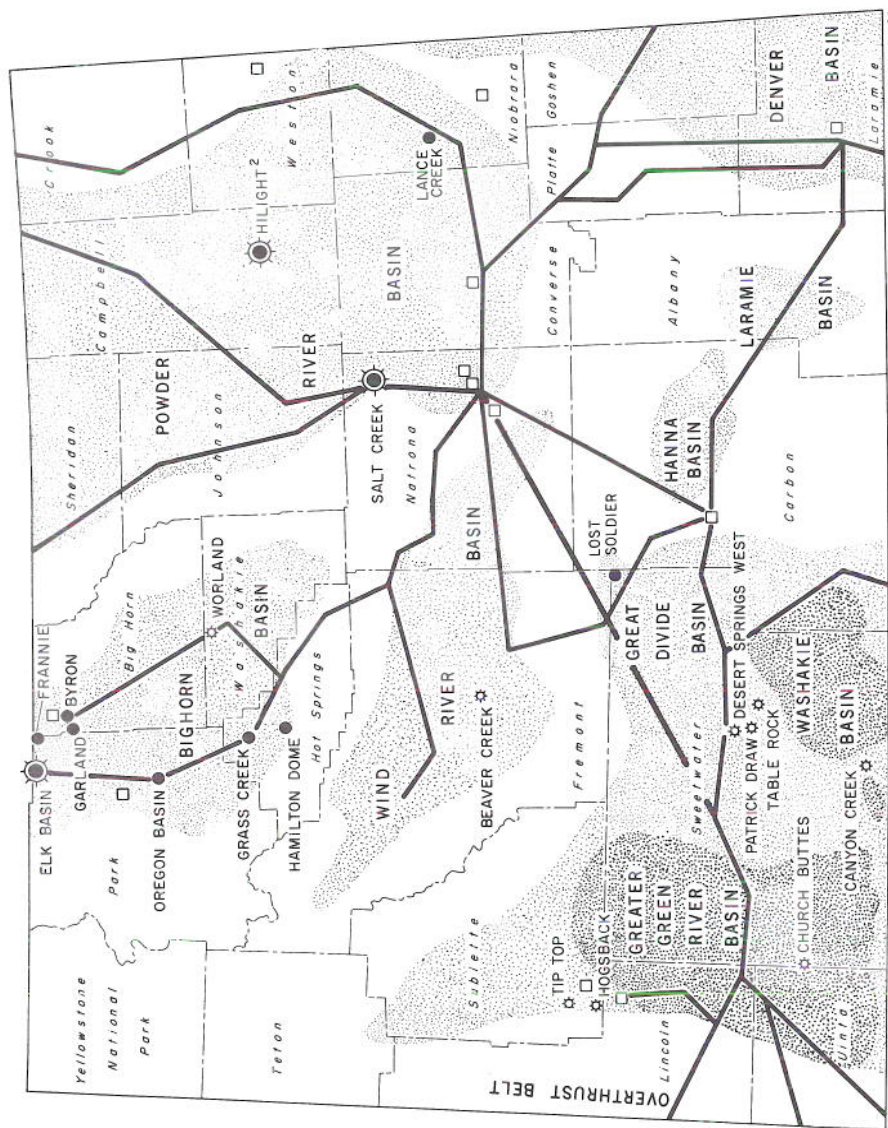 Yellowstone
National
Park
Teton
Park
ELK BASIN
FRANNIE
GARLAND
BYRON
OREGON BASIN
Big Horn
BIGHORN
WORLAND
Washakie
BASIN
GRASS CREEK
HAMILTON DOME
Hot Springs
Sheridan
Johnson
Campbell
Crook
Weston
POWDER
RIVER
BASIN
HILIGHT²
SALT CREEK
Natrona
LANCE
CREEK
Niobrara
Converse
WIND
RIVER
BASIN
BEAVER CREEK
Fremont
Sublette
TIP TOP
HOGSBACK
OVERTHRUST BELT
Lincoln
Uinta
GREATER
GREEN
RIVER
BASIN
CHURCH BUTTES
Sweetwater
LOST
SOLDIER
GREAT
DIVIDE
BASIN
DESERT SPRINGS WEST
PATRICK DRAW
TABLE ROCK
WASHAKIE
BASIN
CANYON CREEK
Carbon
HANNA
BASIN
Albany
LARAMIE
BASIN
Platte
Goshen
DENVER
BASIN
Laramie